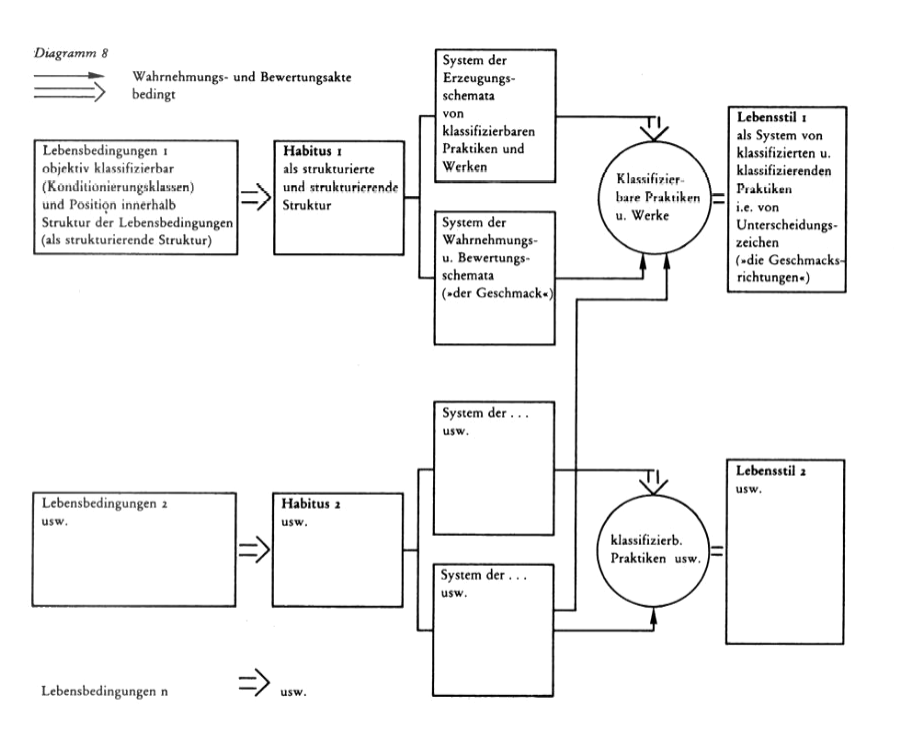 Diagramm 8
Wahrnehmungs- und Bewertungsakte
bedingt
Lebensbedingungen 1
objektiv klassifizierbar
(Konditionierungsklassen)
und Position innerhalb
Struktur der Lebensbedingungen
(als strukturierende Struktur)
Habitus 1
als strukturierte
und strukturierende
Struktur
System der
Erzeugungs-
schemata
von
klassifizierbaren
Praktiken und
Werken
System der
Wahrnehmungs-
u. Bewertungs-
schemata
(»der Geschmack«)
Klassifizier-
bare Praktiken
u. Werke
=
Lebensstil 1
als System von
klassifizierten u.
klassifizierenden
Praktiken
i.e. von
Unterscheidungs-
zeichen
(»die Geschmacks-
richtungen«)
Lebensbedingungen 2
usw.
Habitus 2
usw.
System der . . .
usw.
System der . . .
usw.
klassifizierb.
Praktiken usw.
=
Lebensstil 2
usw.
Lebensbedingungen n
usw.